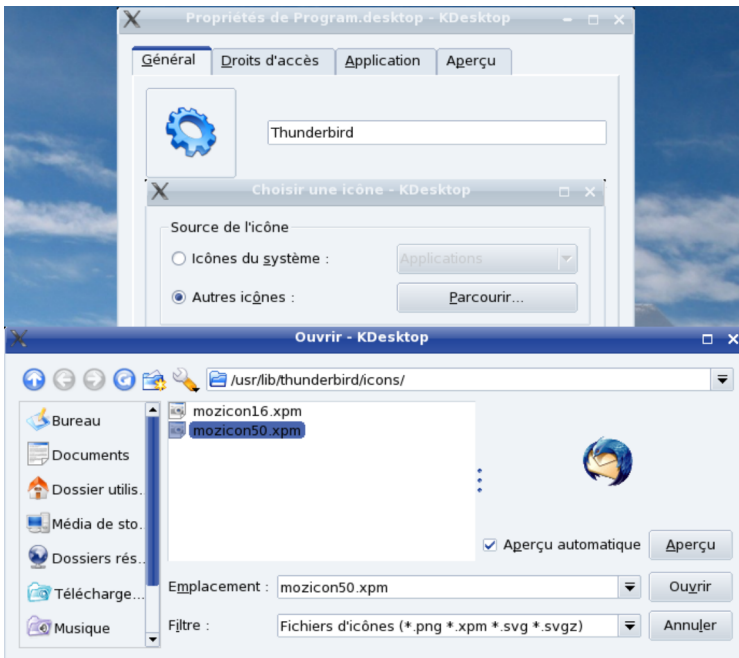 Propriétés de Program.desktop - KDesktop
Général Droits d'accès Application Aperçu
Thunderbird
Choisir une icône - KDesktop
Source de l'icône
Icônes du système : Applications
Autres icônes : Parcourir...
Ouvrir - KDesktop
/usr/lib/thunderbird/icons/
Bureau
Documents
Dossier utilis.
Média de sto.
Dossiers rés.
Télécharge...
Musique
mozicon16.xpm
mozicon50.xpm
Aperçu automatique Aperçu
Emplacement : mozicon50.xpm Ouvrir
Filtre : Fichiers d'icônes (*.png *.xpm *.svg *.svgz) Annuler